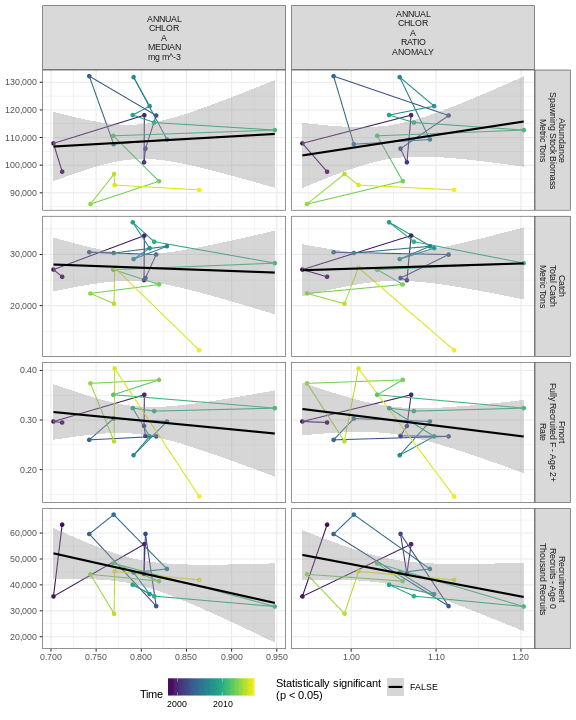 ANNUAL
CHLOR
A
MEDIAN
mg m^-3
ANNUAL
CHLOR
A
RATIO
ANOMALY
130,000
120,000
110,000
100,000
90,000
Abundance
Spawning Stock Biomass
Metric Tons
30,000
20,000
Catch
Total Catch
Metric Tons
0.40
0.30
0.20
Fmort
Fully Recruited F - Age 2+
Rate
60,000
50,000
40,000
30,000
20,000
Recruitment
Recruits - Age 0
Thousand Recruits
0.700 0.750 0.800 0.850 0.900 0.950
1.00 1.10 1.20
Time
2000 2010
Statistically significant
(p < 0.05)
FALSE